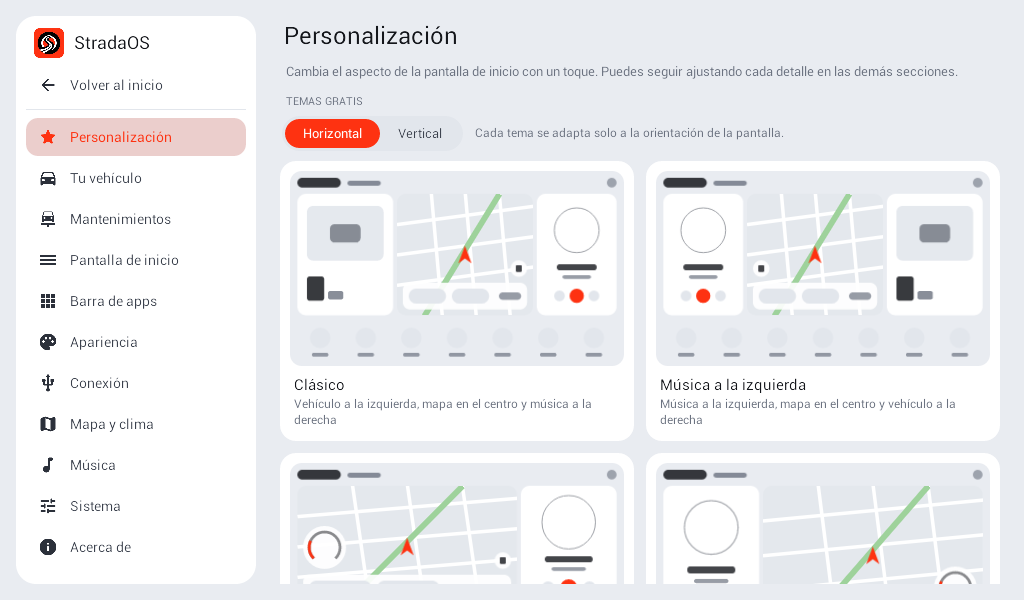 StradaOS
Volver al inicio
Personalización
Tu vehículo
Mantenimientos
Pantalla de inicio
Barra de apps
Apariencia
Conexión
Mapa y clima
Música
Sistema
Acerca de
Personalización
Cambia el aspecto de la pantalla de inicio con un toque. Puedes seguir ajustando cada detalle en las demás secciones.
TEMAS GRATIS
Horizontal
Vertical
Cada tema se adapta solo a la orientación de la pantalla.
Clásico
Vehículo a la izquierda, mapa en el centro y música a la
derecha
Música a la izquierda
Música a la izquierda, mapa en el centro y vehículo a la
derecha